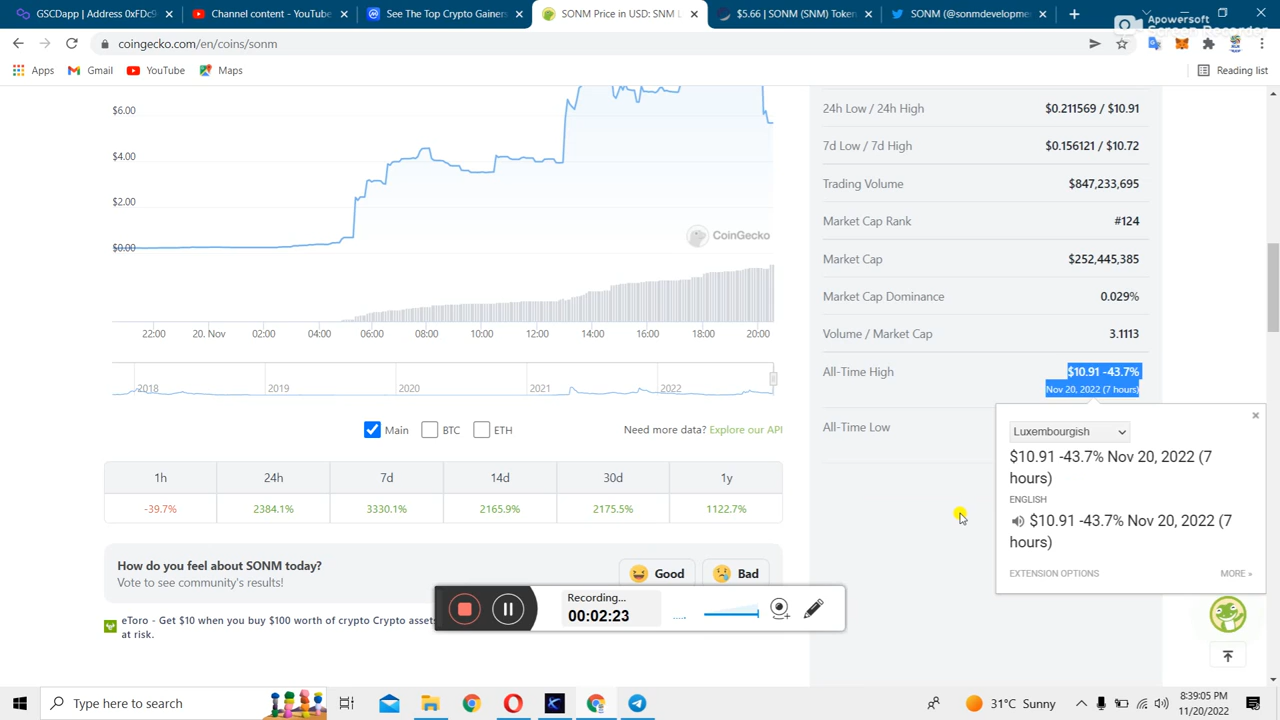 GSCDapp | Address 0xFDc9
Channel content - YouTube
See The Top Crypto Gainers
SONM Price in USD: SNM L
$5.66 | SONM (SNM) Token
SONM (@sonmdevelopme
Apowersoft
Screen Recorder
coingecko.com/en/coins/sonm
Apps
Gmail
YouTube
Maps
Reading list
$6.00
$4.00
$2.00
$0.00
CoinGecko
22:00
20. Nov
02:00
04:00
06:00
08:00
10:00
12:00
14:00
16:00
18:00
20:00
2018
2019
2020
2021
2022
Main
BTC
ETH
Need more data? Explore our API
1h
24h
7d
14d
30d
1y
-39.7%
2384.1%
3330.1%
2165.9%
2175.5%
1122.7%
How do you feel about SONM today?
Vote to see community's results!
Good
Bad
eToro - Get $10 when you buy $100 worth of crypto Crypto assets
at risk.
Recording...
00:02:23
24h Low / 24h High
$0.211569 / $10.91
7d Low / 7d High
$0.156121 / $10.72
Trading Volume
$847,233,695
Market Cap Rank
#124
Market Cap
$252,445,385
Market Cap Dominance
0.029%
Volume / Market Cap
3.1113
All-Time High
$10.91 -43.7%
Nov 20, 2022 (7 hours)
All-Time Low
Luxembourgish
$10.91 -43.7% Nov 20, 2022 (7
hours)
ENGLISH
$10.91 -43.7% Nov 20, 2022 (7
hours)
EXTENSION OPTIONS
MORE »
Type here to search
31°C Sunny
8:39:05 PM
11/20/2022